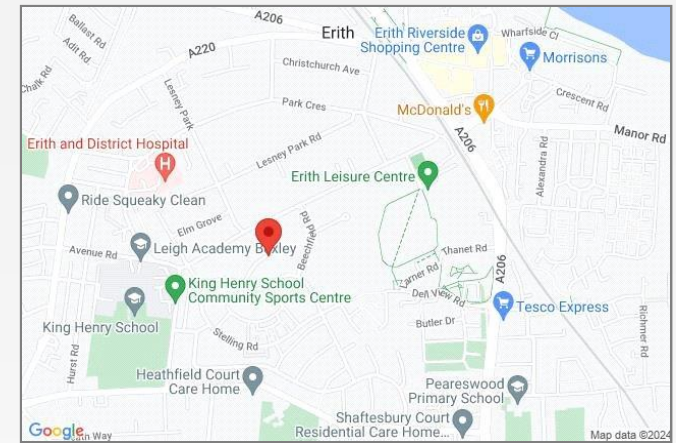 A206
Ballast Rd
Adit Rd
Chalk Rd
A220
Erith
Erith Riverside
Shopping Centre
Wharfside Cl
Morrisons
Christchurch Ave
Lesney Park
Park Cres
McDonald's
Crescent Rd
Manor Rd
A206
Alexandra Rd
Erith and District Hospital
Lesney Park Rd
Erith Leisure Centre
Ride Squeaky Clean
Elm Grove
Beechfield Rd
Avenue Rd
Leigh Academy Bexley
Thanet Rd
A206
King Henry School
Community Sports Centre
Larner Rd
Dell View Rd
Tesco Express
King Henry School
Butler Dr
Richmer Rd
Stelling Rd
Hurst Rd
Heathfield Court
Care Home
Peareswood
Primary School
Shaftesbury Court
Residential Care Home...
Google
Way
Map data ©2024